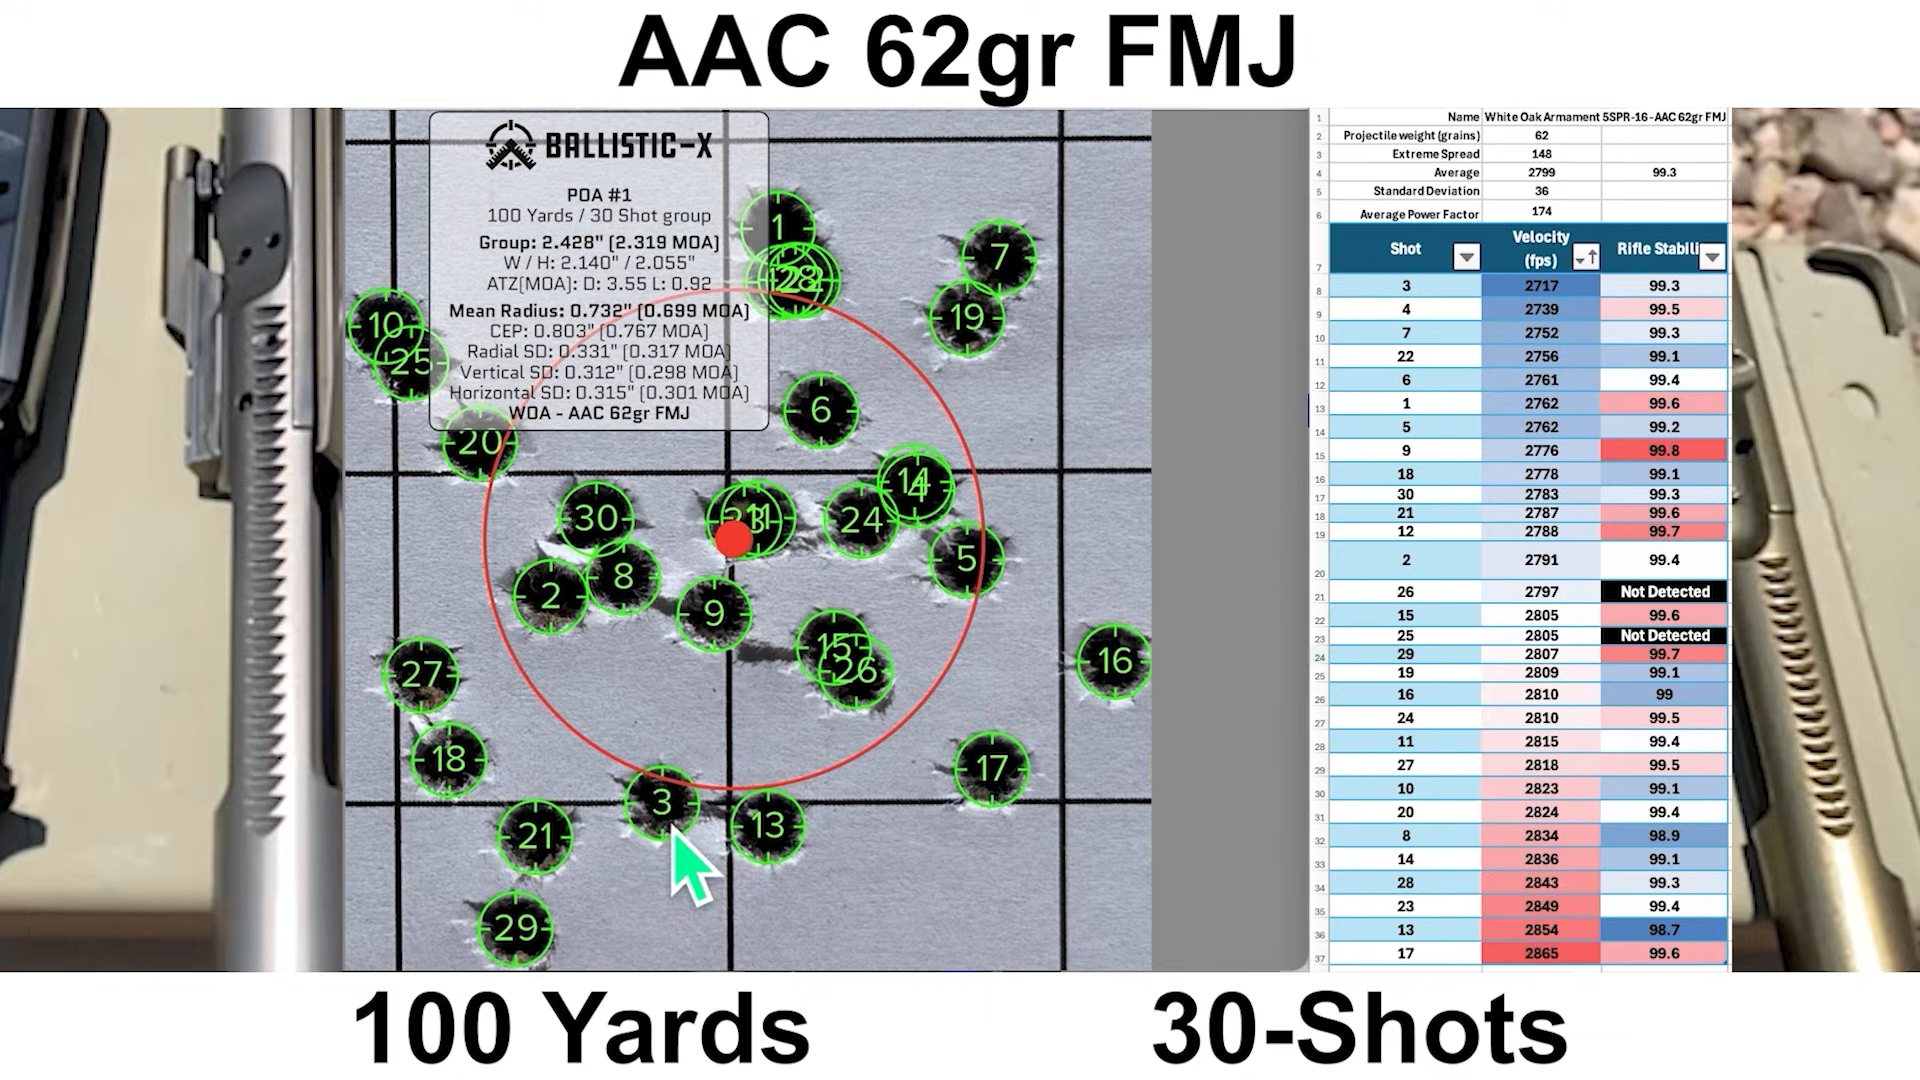 AAC 62gr FMJ
BALLISTIC-X
POA #1
100 Yards / 30 Shot group
Group: 2.428" (2.319 MOA)
W / H: 2.140" / 2.055"
ATZ(MOA): D: 3.55 L: 0.92
Mean Radius: 0.732" (0.699 MOA)
CEP: 0.803" (0.767 MOA)
Radial SD: 0.331" (0.317 MOA)
Vertical SD: 0.312" (0.298 MOA)
Horizontal SD: 0.315" (0.301 MOA)
WOA - AAC 62gr FMJ
1
28
7
19
10
25
6
20
14
4
30
24
5
8
2
9
15
26
16
27
18
17
3
13
21
29
1 Name White Oak Armament 5SPR-16 - AAC 62gr FMJ
2 Projectile weight (grains) 62
3 Extreme Spread 148
4 Average 2799 99.3
5 Standard Deviation 36
6 Average Power Factor 174
7 Shot Velocity (fps) Rifle Stabili
8 3 2717 99.3
9 4 2739 99.5
10 7 2752 99.3
11 22 2756 99.1
12 6 2761 99.4
13 1 2762 99.6
14 5 2762 99.2
15 9 2776 99.8
16 18 2778 99.1
17 30 2783 99.3
18 21 2787 99.6
19 12 2788 99.7
20 2 2791 99.4
21 26 2797 Not Detected
22 15 2805 99.6
23 25 2805 Not Detected
24 29 2807 99.7
25 19 2809 99.1
26 16 2810 99
27 24 2810 99.5
28 11 2815 99.4
29 27 2818 99.5
30 10 2823 99.1
31 20 2824 99.4
32 8 2834 98.9
33 14 2836 99.1
34 28 2843 99.3
35 23 2849 99.4
36 13 2854 98.7
37 17 2865 99.6
100 Yards
30-Shots